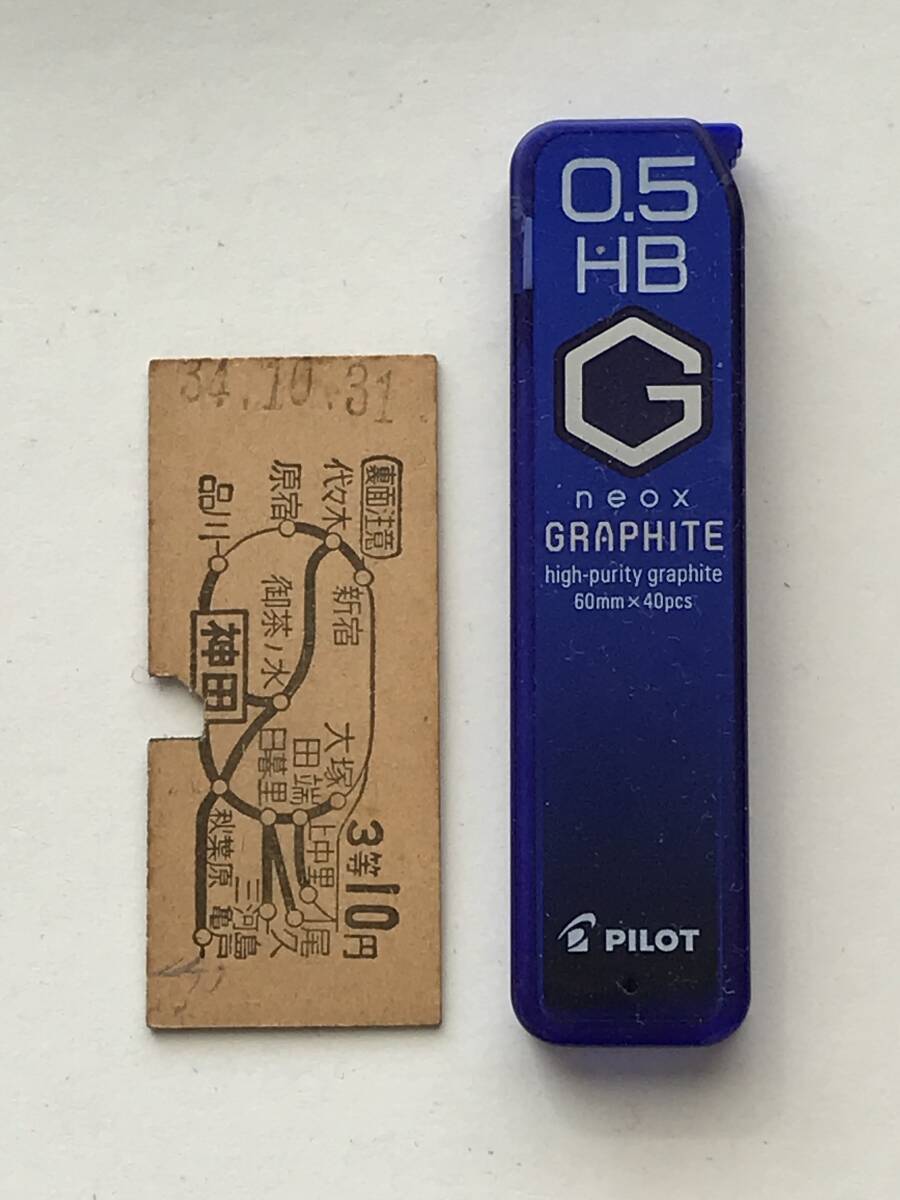 34.10.31
裏面注意
代々木
原宿
品川
新宿
御茶ノ水
神田
大塚
田端
日暮里
上中里
秋葉原
亀戸
三河島
尾久
3等10円
0.5
HB
G
neox
GRAPHITE
high-purity graphite
60mm×40pcs
PILOT